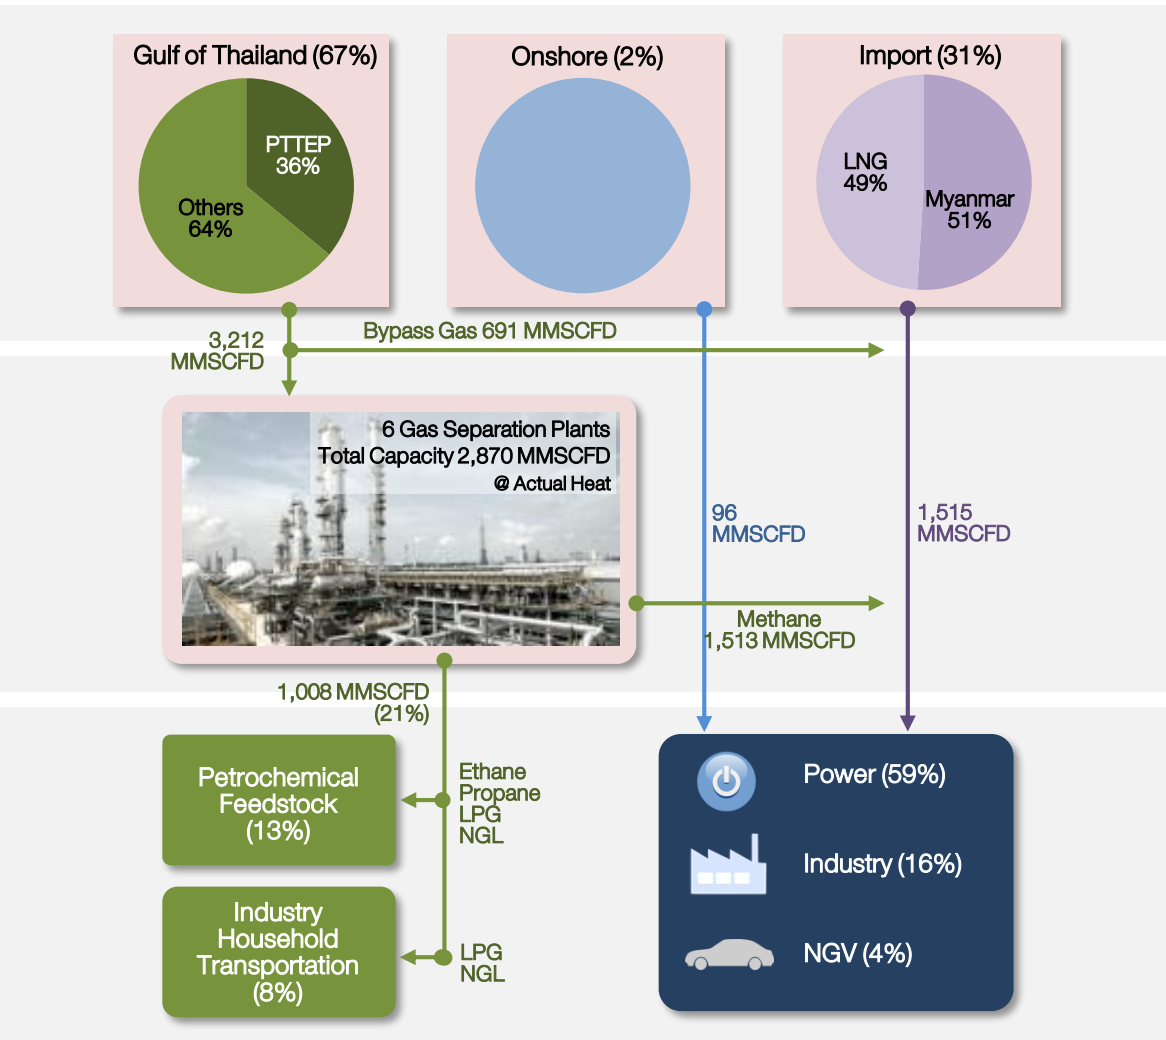 Gulf of Thailand (67%)
PTTEP
36%
Others
64%
Onshore (2%)
Import (31%)
LNG
49%
Myanmar
51%
3,212
MMSCFD
Bypass Gas 691 MMSCFD
6 Gas Separation Plants
Total Capacity 2,870 MMSCFD
@ Actual Heat
96
MMSCFD
1,515
MMSCFD
Methane
1,513 MMSCFD
1,008 MMSCFD
(21%)
Petrochemical
Feedstock
(13%)
Ethane
Propane
LPG
NGL
Industry
Household
Transportation
(8%)
LPG
NGL
Power (59%)
Industry (16%)
NGV (4%)